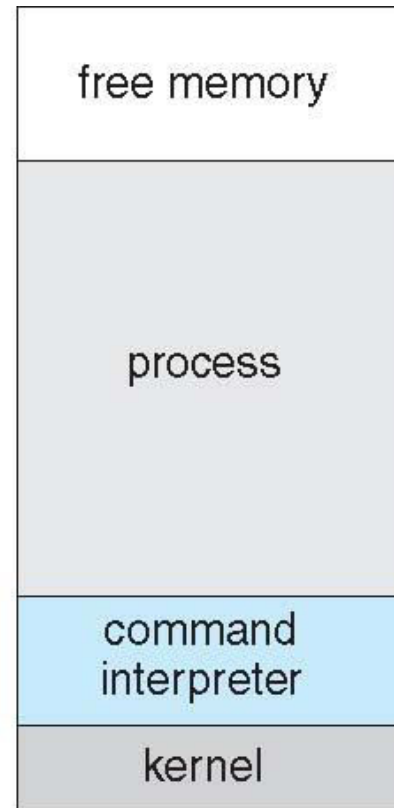 free memory
process
command
interpreter
kernel